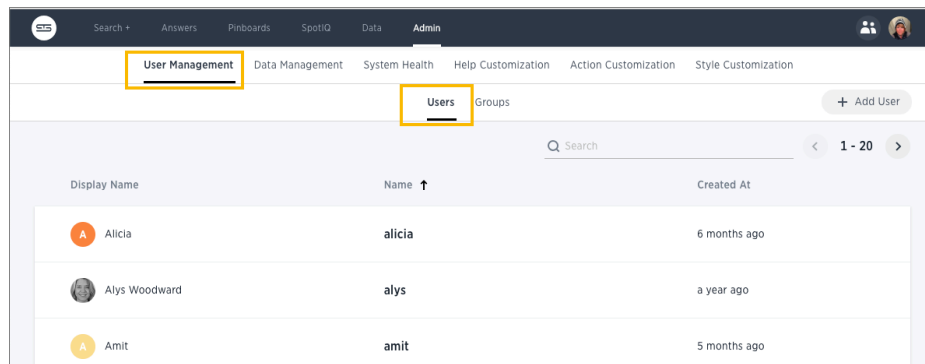 Search + Answers Pinboards SpotIQ Data Admin
User Management Data Management System Health Help Customization Action Customization Style Customization
Users Groups + Add User
Search < 1 - 20 >
Display Name Name ↑ Created At
A Alicia alicia 6 months ago
Alys Woodward alys a year ago
A Amit amit 5 months ago